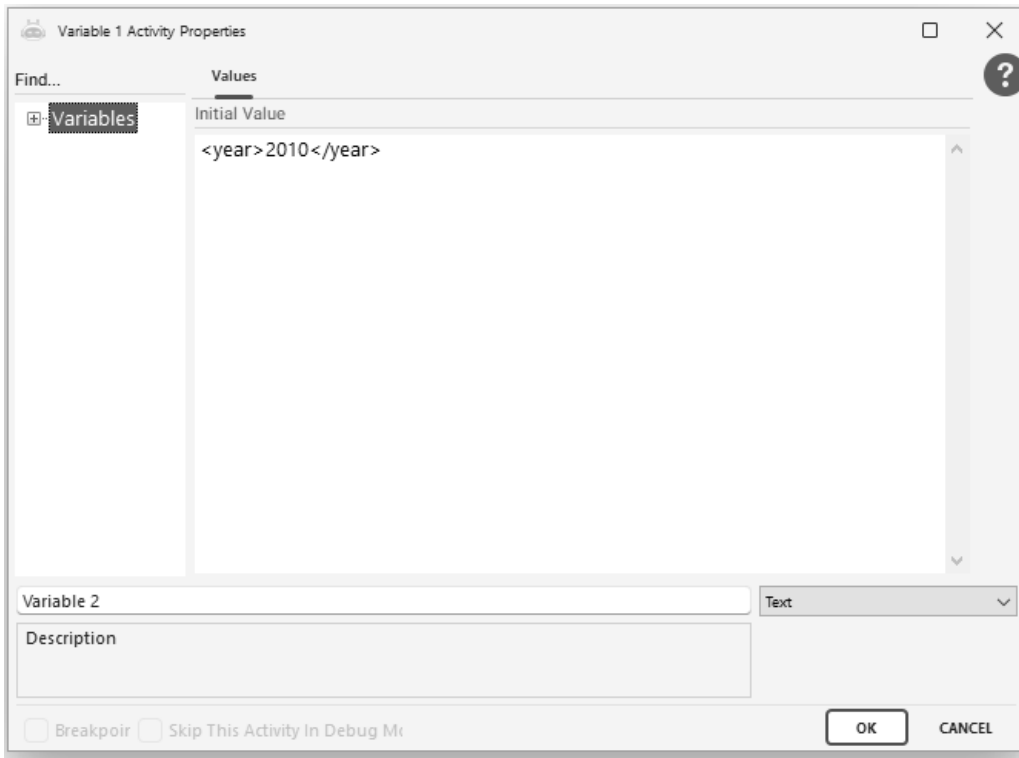 Variable 1 Activity Properties
Find...
Values
?
Variables
Initial Value
<year>2010</year>
Variable 2
Text
Description
Breakpoir
Skip This Activity In Debug Mo
OK
CANCEL